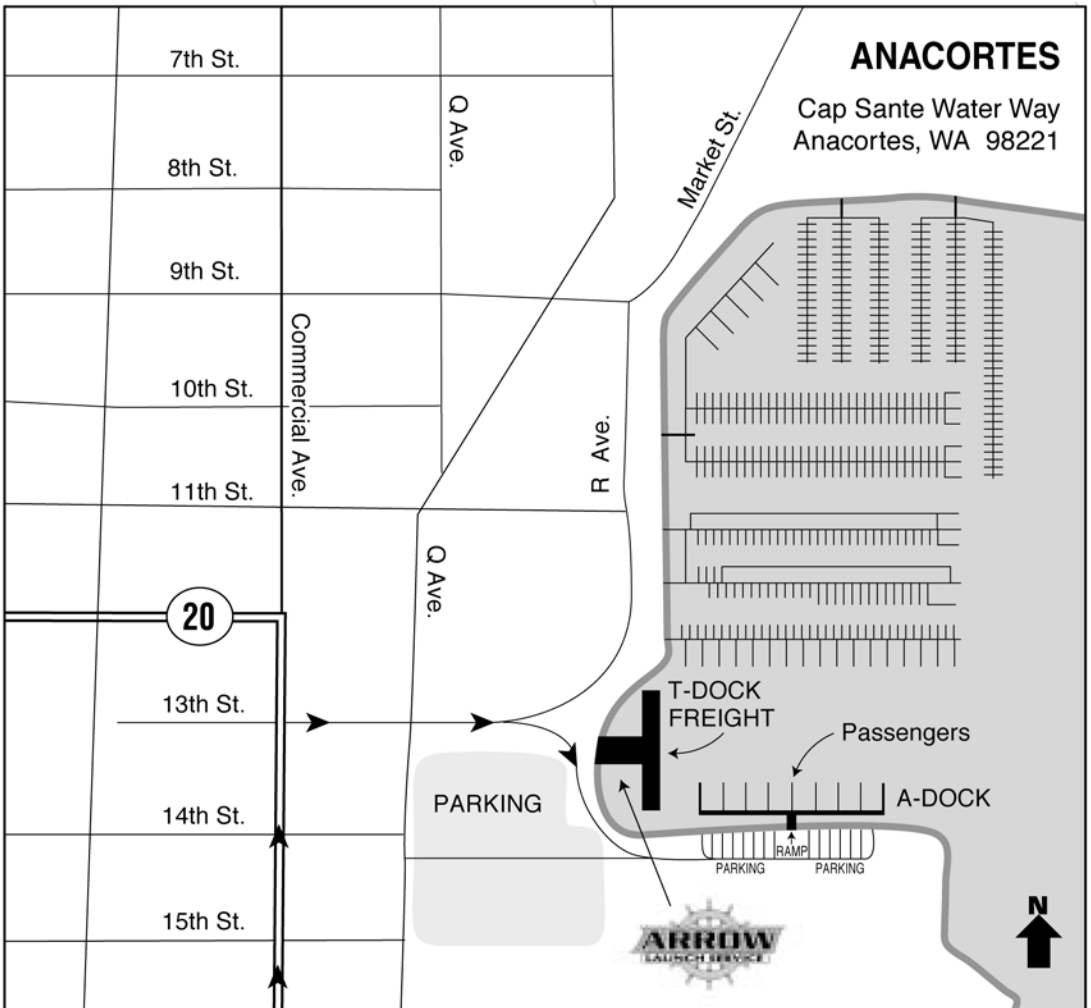 ANACORTES
Cap Sante Water Way
Anacortes, WA 98221
7th St.
Q Ave.
Market St.
8th St.
9th St.
Commercial Ave.
10th St.
R Ave.
11th St.
Q Ave.
20
13th St.
T-DOCK
FREIGHT
Passengers
PARKING
A-DOCK
14th St.
RAMP
PARKING
PARKING
15th St.
N
ARROW
LAUNCH SERVICE